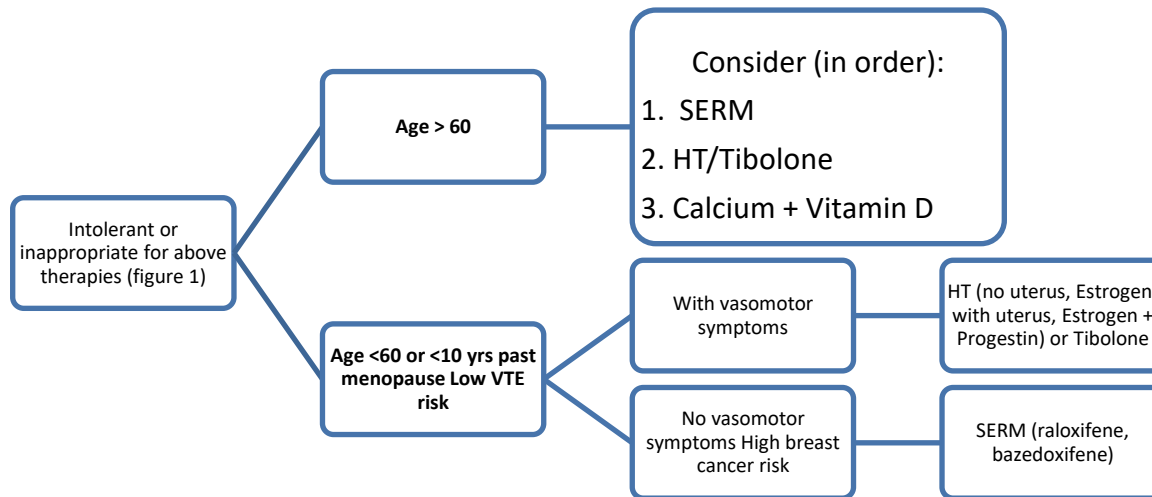 Intolerant or
inappropriate for above
therapies (figure 1)
Age > 60
Consider (in order):
1. SERM
2. HT/Tibolone
3. Calcium + Vitamin D
Age <60 or <10 yrs past
menopause Low VTE
risk
With vasomotor
symptoms
HT (no uterus, Estrogen
with uterus, Estrogen +
Progestin) or Tibolone
No vasomotor
symptoms High breast
cancer risk
SERM (raloxifene,
bazedoxifene)